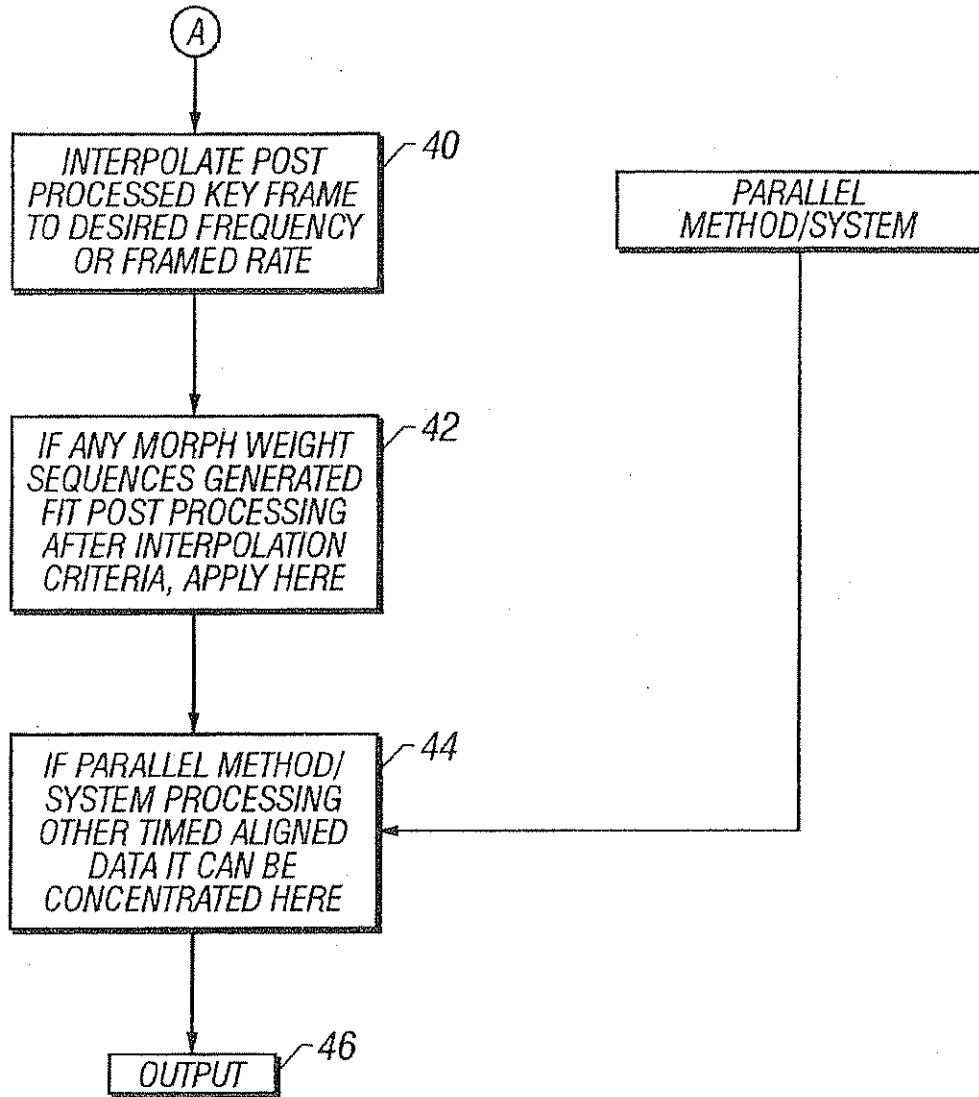 A
INTERPOLATE POST
PROCESSED KEY FRAME
TO DESIRED FREQUENCY
OR FRAMED RATE
40
PARALLEL
METHOD/SYSTEM
IF ANY MORPH WEIGHT
SEQUENCES GENERATED
FIT POST PROCESSING
AFTER INTERPOLATION
CRITERIA, APPLY HERE
42
IF PARALLEL METHOD/
SYSTEM PROCESSING
OTHER TIMED ALIGNED
DATA IT CAN BE
CONCENTRATED HERE
44
OUTPUT
46